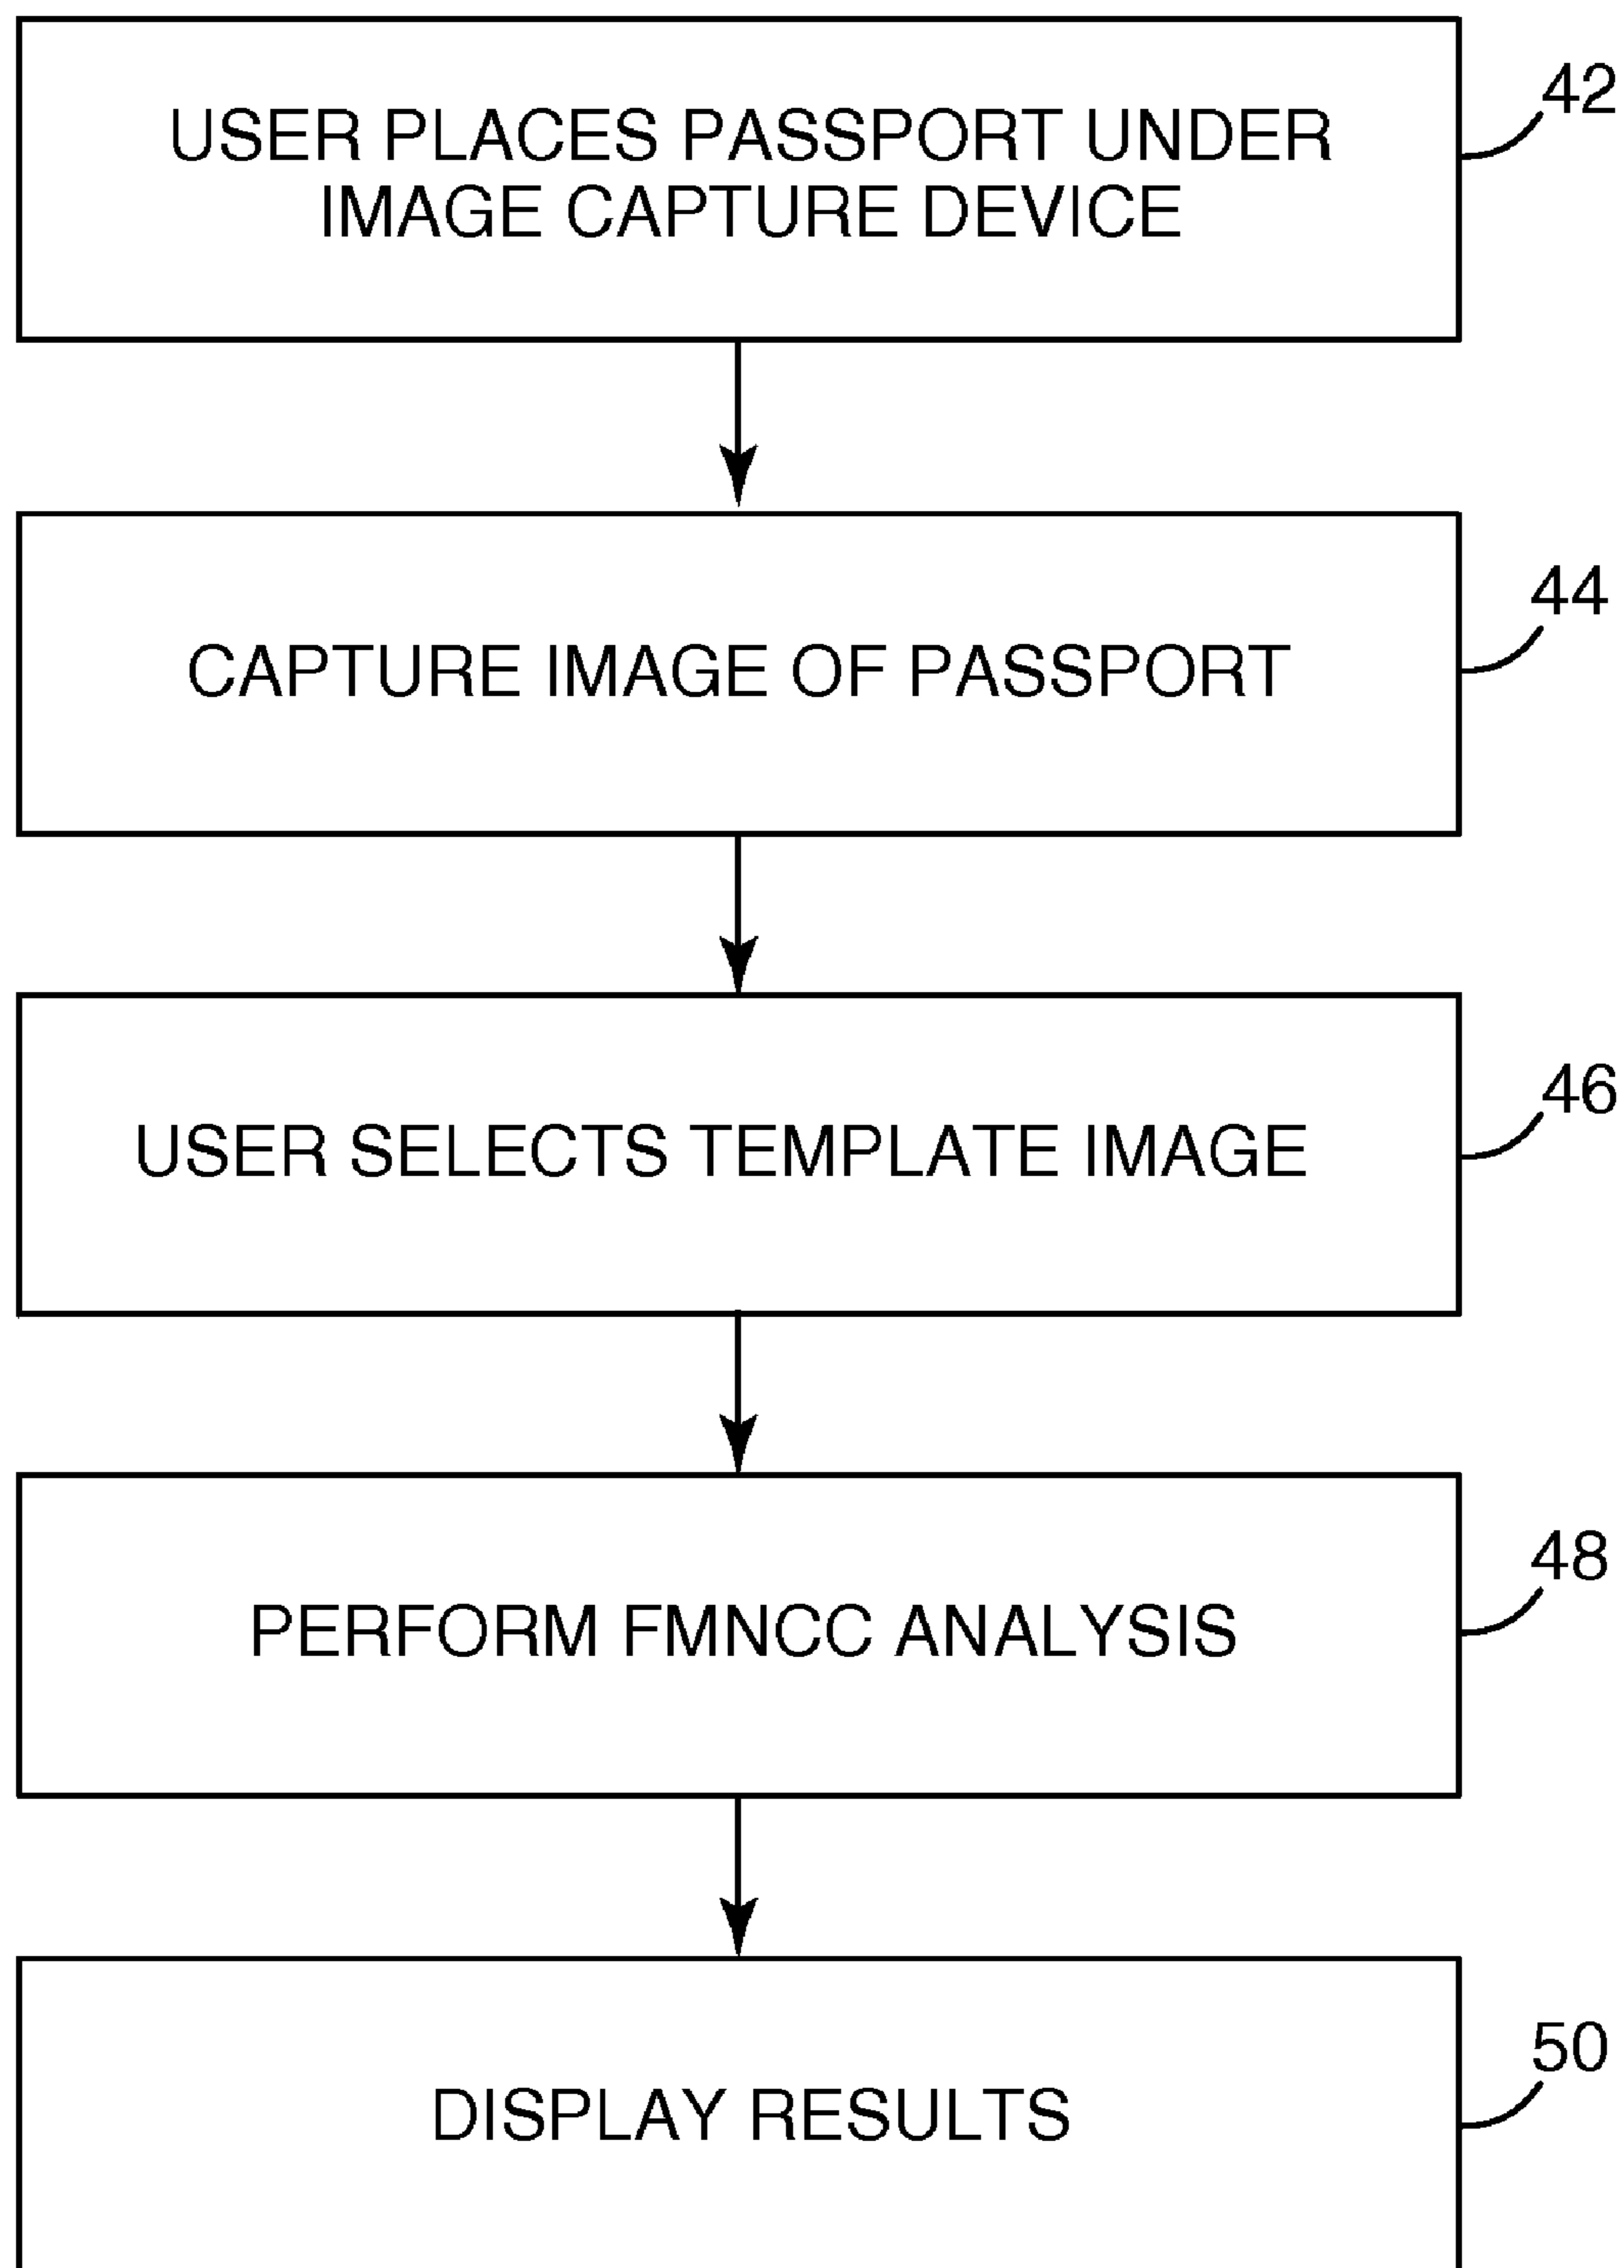 USER PLACES PASSPORT UNDER
IMAGE CAPTURE DEVICE
42
CAPTURE IMAGE OF PASSPORT
44
USER SELECTS TEMPLATE IMAGE
46
PERFORM FMNCC ANALYSIS
48
DISPLAY RESULTS
50